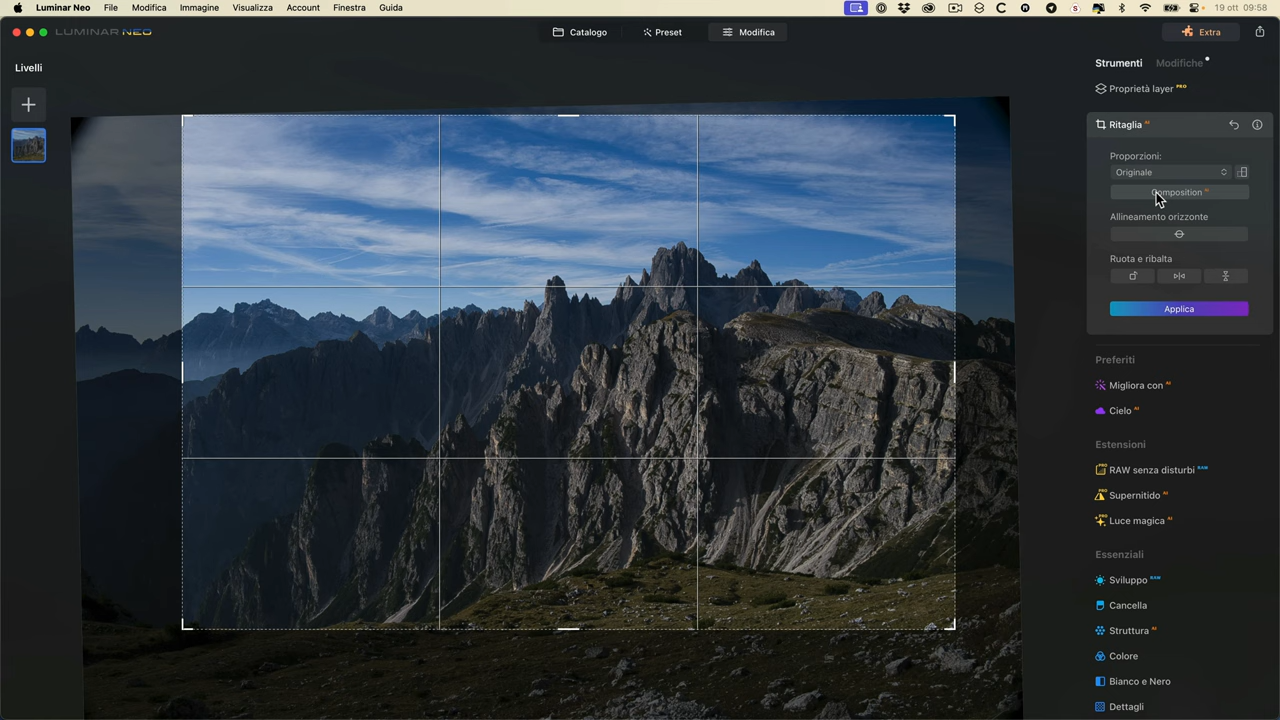 Luminar Neo File Modifica Immagine Visualizza Account Finestra Guida 19 ott 09:58
LUMINAR NEO Catalogo Preset Modifica Extra
Livelli
Strumenti Modifiche
Proprietà layer PRO
Ritaglia AI
Proporzioni:
Originale
Composition AI
Allineamento orizzonte
Ruota e ribalta
Applica
Preferiti
Migliora con AI
Cielo AI
Estensioni
PRO RAW senza disturbi RAW
PRO Supernitido AI
PRO Luce magica AI
Essenziali
Sviluppo RAW
Cancella
Struttura AI
Colore
Bianco e Nero
Dettagli